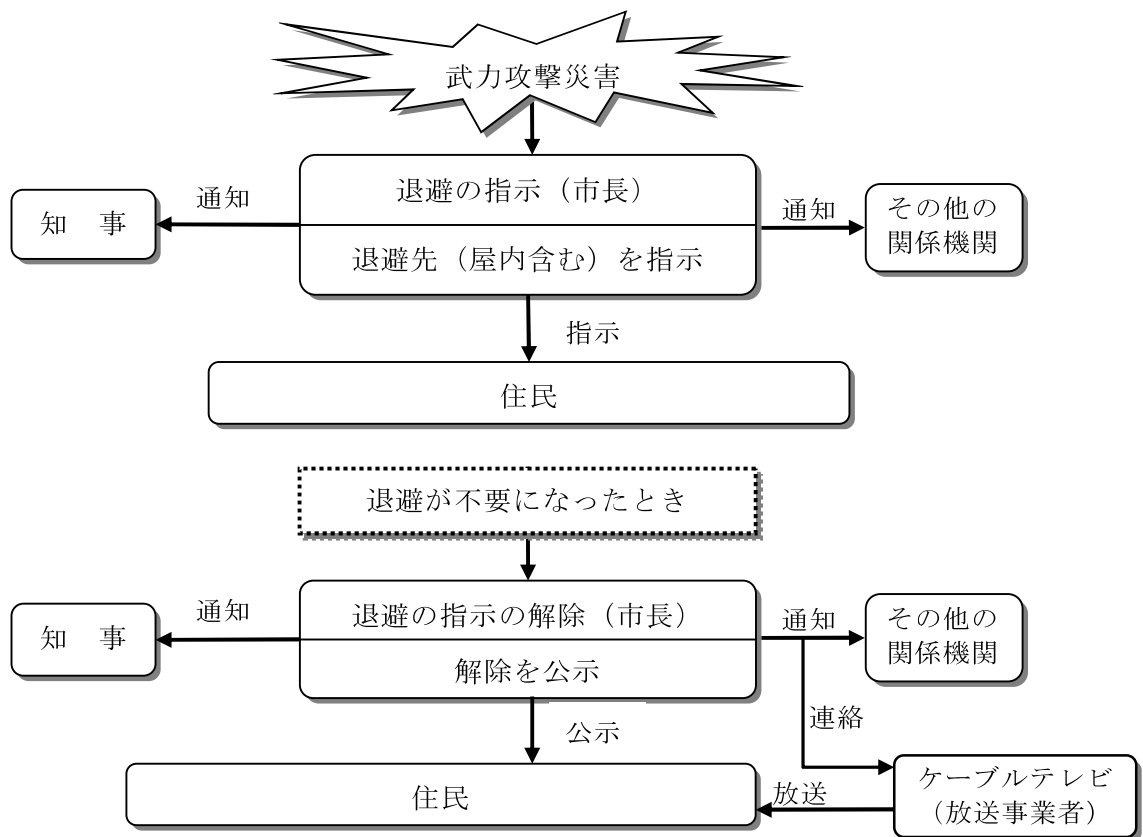 武力攻撃災害
退避の指示（市長）
知　事
通知
通知
その他の
関係機関
退避先（屋内含む）を指示
指示
住民
退避が不要になったとき
退避の指示の解除（市長）
知　事
通知
通知
その他の
関係機関
解除を公示
連絡
公示
住民
放送
ケーブルテレビ
（放送事業者）